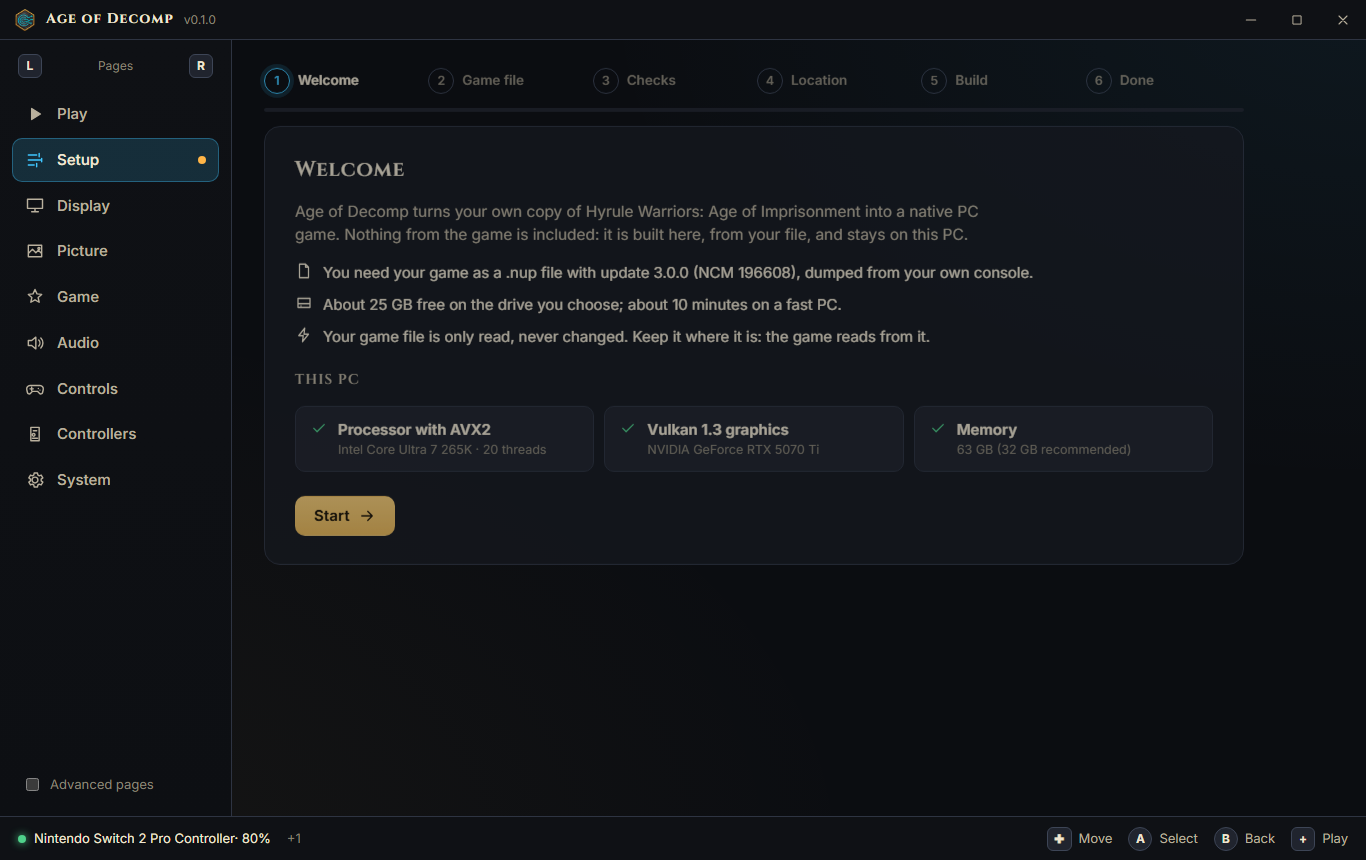 Age of Decomp v0.1.0
L Pages R
Play
Setup
Display
Picture
Game
Audio
Controls
Controllers
System
Advanced pages
1 Welcome 2 Game file 3 Checks 4 Location 5 Build 6 Done
Welcome
Age of Decomp turns your own copy of Hyrule Warriors: Age of Imprisonment into a native PC
game. Nothing from the game is included: it is built here, from your file, and stays on this PC.
You need your game as a .nup file with update 3.0.0 (NCM 196608), dumped from your own console.
About 25 GB free on the drive you choose; about 10 minutes on a fast PC.
Your game file is only read, never changed. Keep it where it is: the game reads from it.
THIS PC
Processor with AVX2
Intel Core Ultra 7 265K · 20 threads
Vulkan 1.3 graphics
NVIDIA GeForce RTX 5070 Ti
Memory
63 GB (32 GB recommended)
Start →
Nintendo Switch 2 Pro Controller· 80% +1
Move A Select B Back + Play